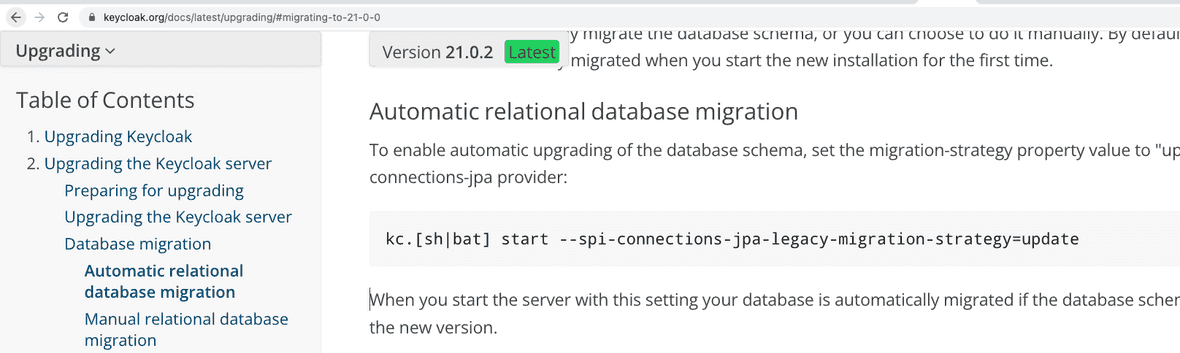 keycloak.org/docs/latest/upgrading/#migrating-to-21-0-0
Upgrading
Version 21.0.2 Latest
y migrate the database schema, or you can choose to do it manually. By defaul
migrated when you start the new installation for the first time.
Table of Contents
1. Upgrading Keycloak
2. Upgrading the Keycloak server
Preparing for upgrading
Upgrading the Keycloak server
Database migration
Automatic relational
database migration
Manual relational database
migration
Automatic relational database migration
To enable automatic upgrading of the database schema, set the migration-strategy property value to "up
connections-jpa provider:
kc.[sh|bat] start --spi-connections-jpa-legacy-migration-strategy=update
When you start the server with this setting your database is automatically migrated if the database scher
the new version.